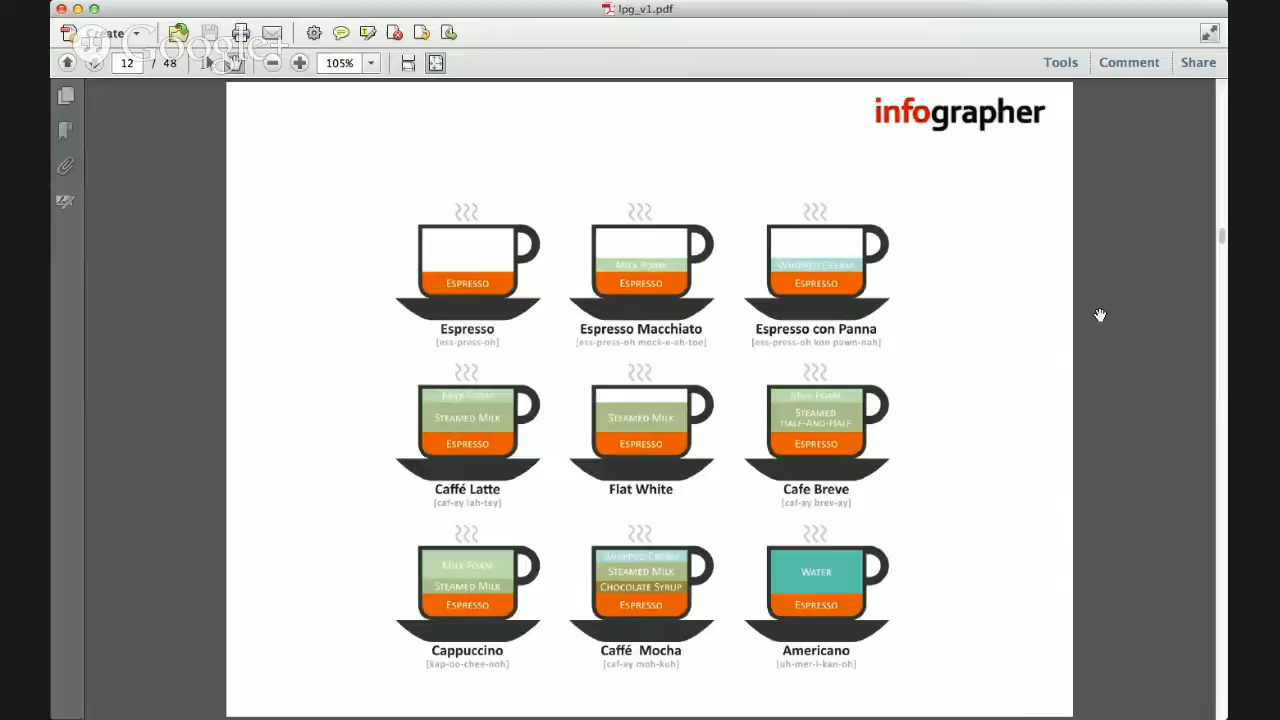 lpg_v1.pdf
Create
Google+
12 / 48
105%
Tools Comment Share
infographer
MILK FOAM WHIPPED CREAM
ESPRESSO ESPRESSO ESPRESSO
Espresso Espresso Macchiato Espresso con Panna
[ess-press-oh] [ess-press-oh mock-e-ah-toe] [ess-press-oh kon pawn-nah]
MILK FOAM MILK FOAM
STEAMED MILK STEAMED MILK STEAMED
HALF-AND-HALF
ESPRESSO ESPRESSO ESPRESSO
Caffé Latte Flat White Cafe Breve
[caf-ay lah-tey] [caf-ay brev-ay]
WHIPPED CREAM
MILK FOAM STEAMED MILK WATER
STEAMED MILK CHOCOLATE SYRUP
ESPRESSO ESPRESSO ESPRESSO
Cappuccino Caffé Mocha Americano
[kap-oo-chee-noh] [caf-ay moh-kuh] [uh-mer-i-kan-oh]